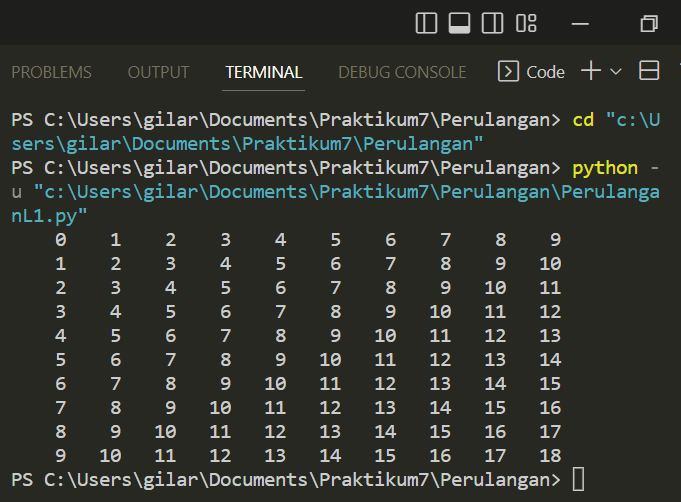 PROBLEMS OUTPUT TERMINAL DEBUG CONSOLE Code
PS C:\Users\gilar\Documents\Praktikum7\Perulangan> cd "c:\U
sers\gilar\Documents\Praktikum7\Perulangan"
PS C:\Users\gilar\Documents\Praktikum7\Perulangan> python -
u "c:\Users\gilar\Documents\Praktikum7\Perulangan\Perulanga
nL1.py"
0 1 2 3 4 5 6 7 8 9
1 2 3 4 5 6 7 8 9 10
2 3 4 5 6 7 8 9 10 11
3 4 5 6 7 8 9 10 11 12
4 5 6 7 8 9 10 11 12 13
5 6 7 8 9 10 11 12 13 14
6 7 8 9 10 11 12 13 14 15
7 8 9 10 11 12 13 14 15 16
8 9 10 11 12 13 14 15 16 17
9 10 11 12 13 14 15 16 17 18
PS C:\Users\gilar\Documents\Praktikum7\Perulangan>